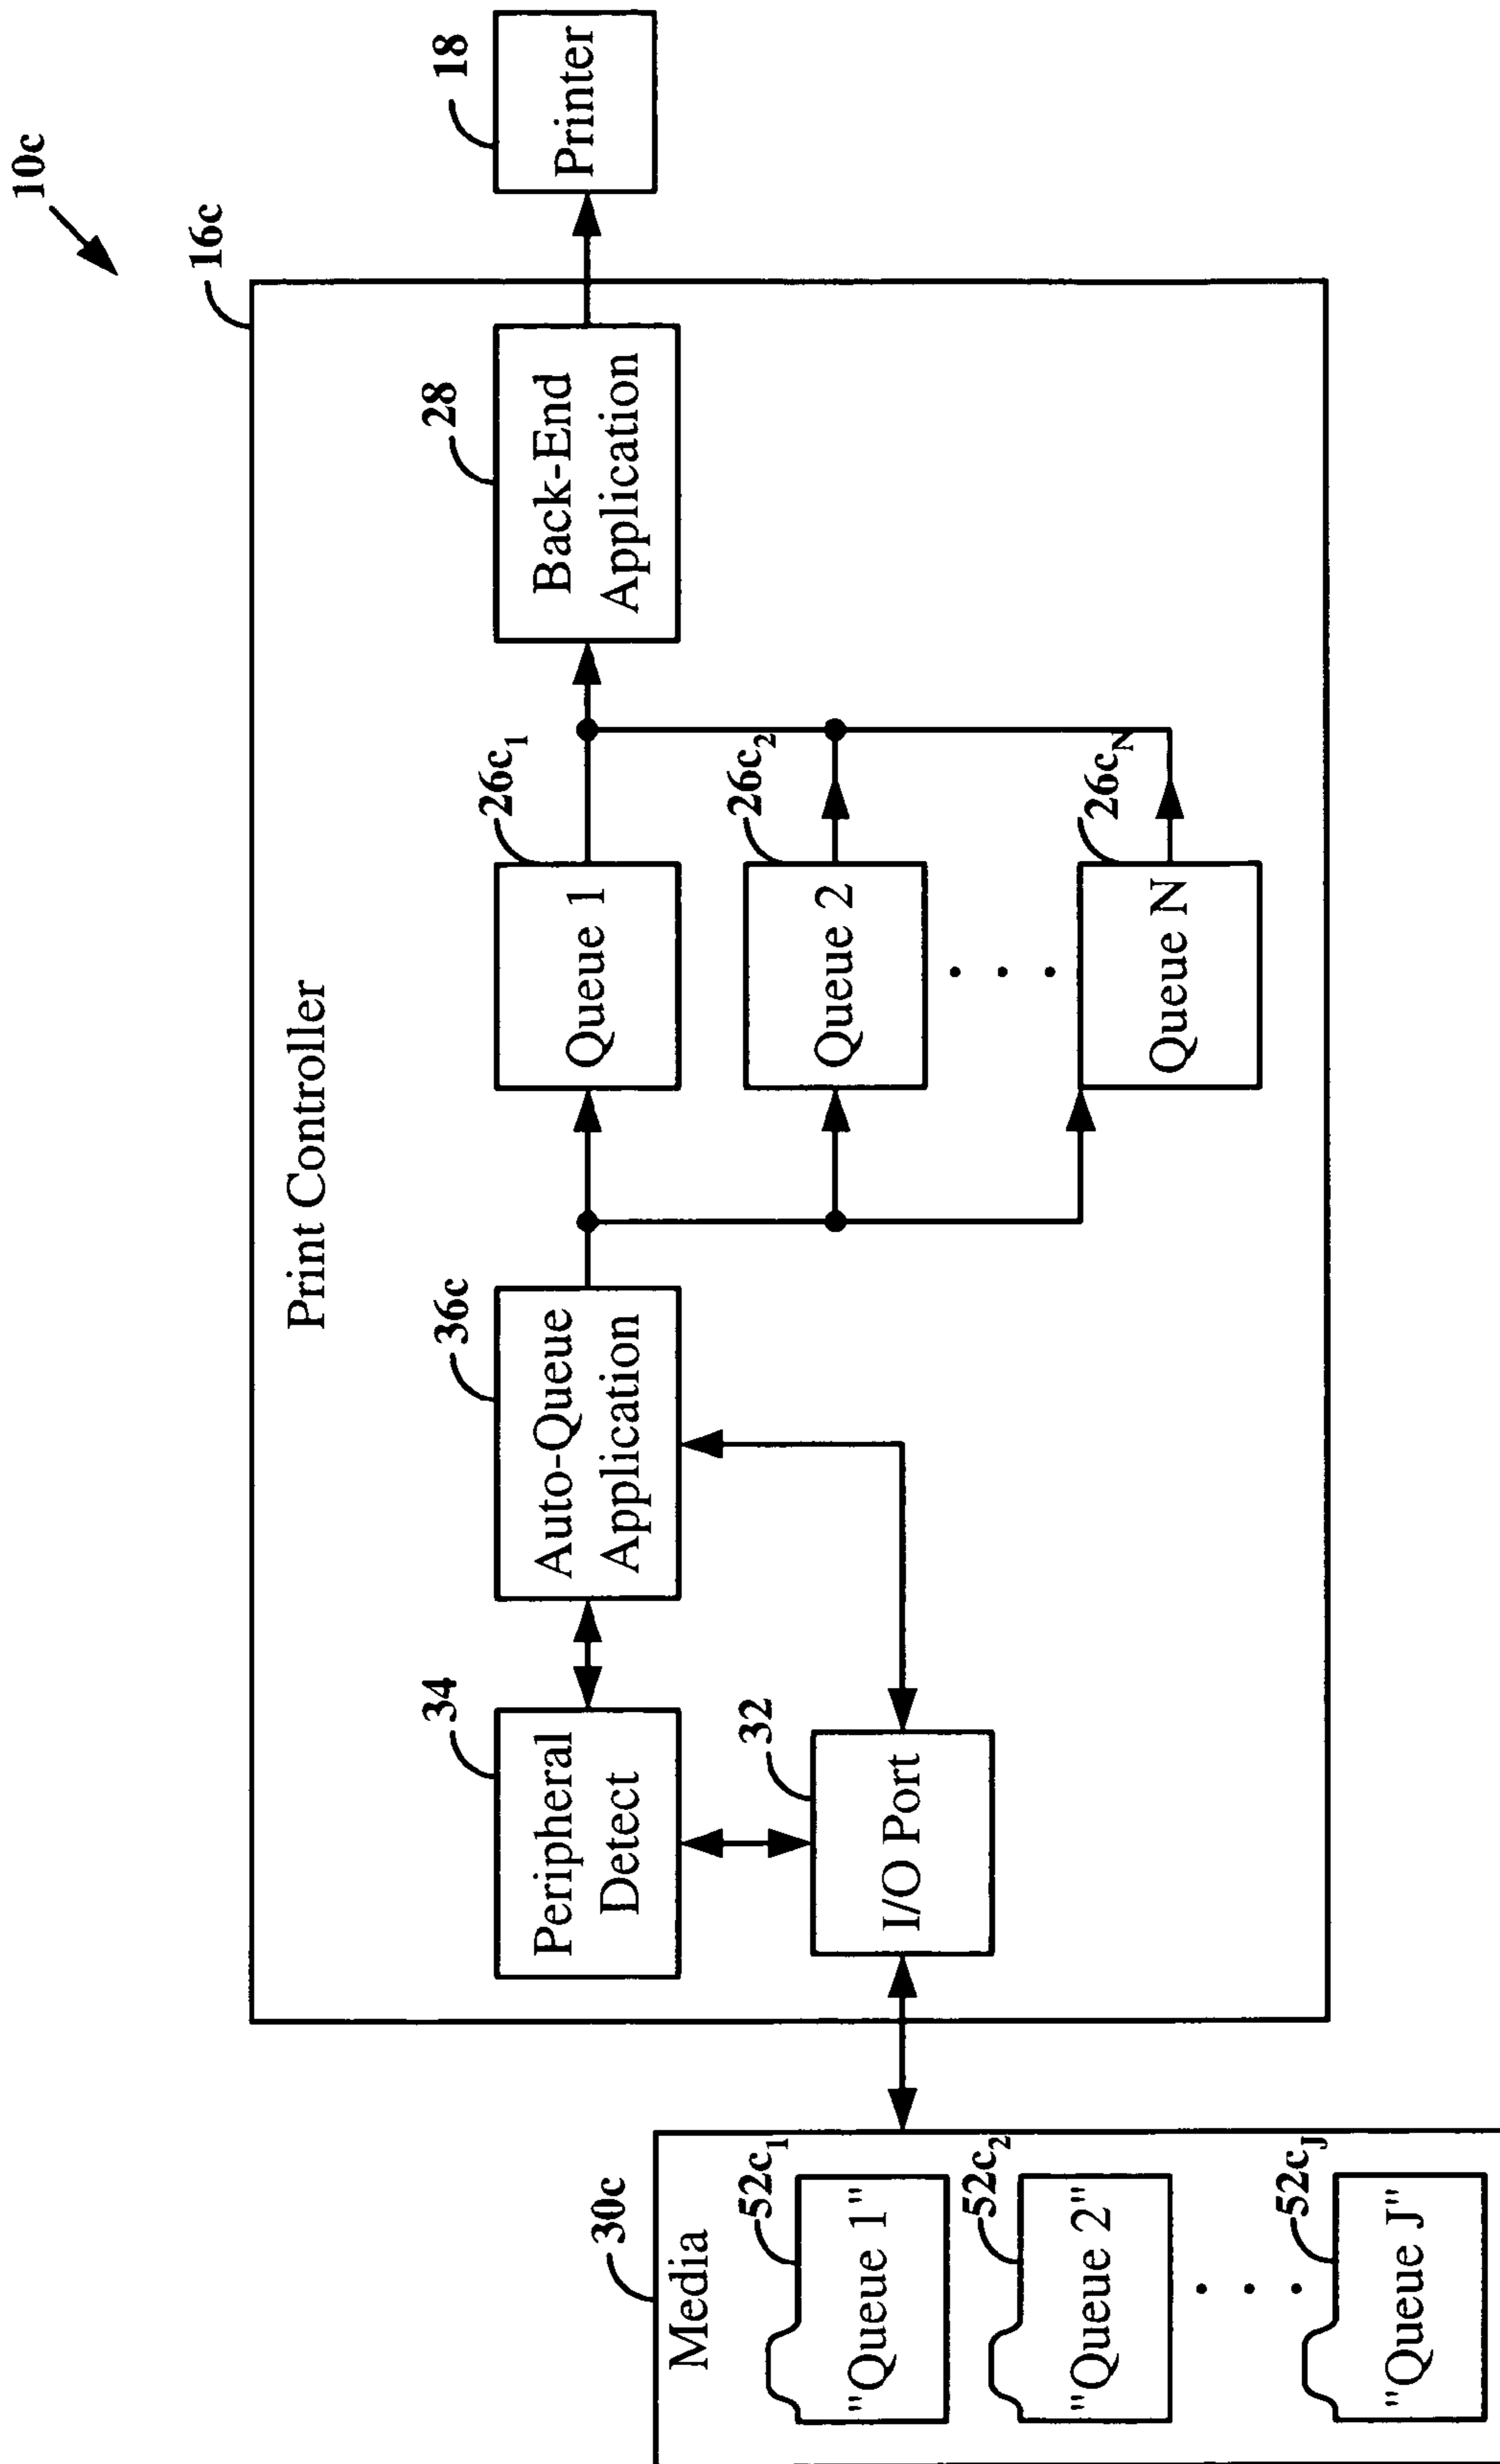 10c
16c
Print Controller
18
Printer
28
Back-End
Application
26c1
Queue 1
26c2
Queue 2
26cN
Queue N
36c
Auto-Queue
Application
34
Peripheral
Detect
32
I/O Port
30c
Media
52c1
"Queue 1"
52c2
"Queue 2"
52cJ
"Queue J"